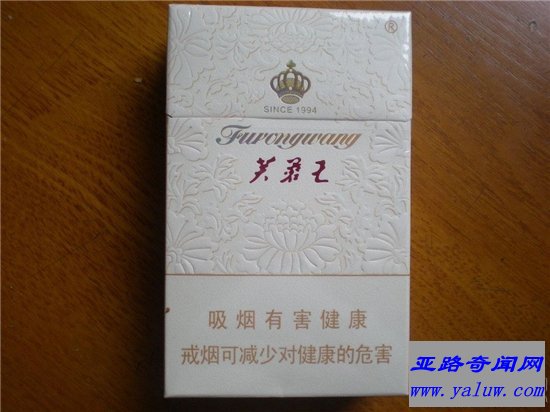 ®
SINCE 1994
Furongwang
芙蓉王
吸烟有害健康
戒烟可减少对健康的危害
亚路奇闻网
www.yaluw.com